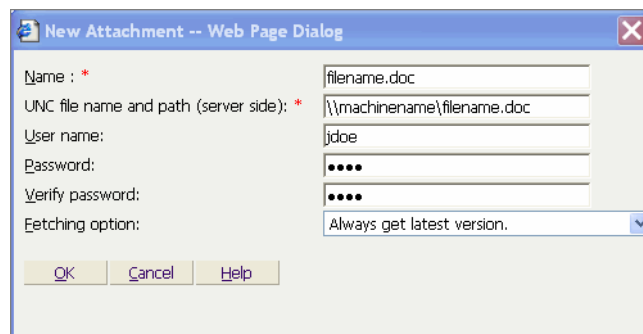 New Attachment -- Web Page Dialog
Name : * filename.doc
UNC file name and path (server side): * \\machinename\filename.doc
User name: jdoe
Password: ••••
Verify password: ••••
Fetching option: Always get latest version.
OK Cancel Help